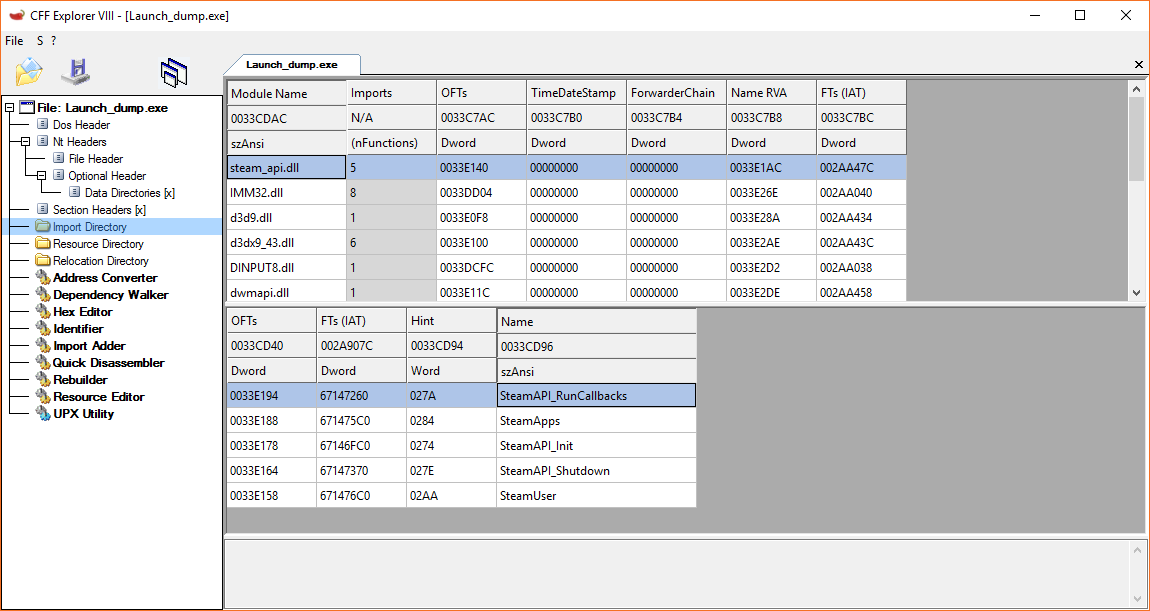 CFF Explorer VIII - [Launch_dump.exe]
File S ?
Launch_dump.exe
File: Launch_dump.exe
Dos Header
Nt Headers
File Header
Optional Header
Data Directories [x]
Section Headers [x]
Import Directory
Resource Directory
Relocation Directory
Address Converter
Dependency Walker
Hex Editor
Identifier
Import Adder
Quick Disassembler
Rebuilder
Resource Editor
UPX Utility
Module Name Imports OFTs TimeDateStamp ForwarderChain Name RVA FTs (IAT)
0033CDAC N/A 0033C7AC 0033C7B0 0033C7B4 0033C7B8 0033C7BC
szAnsi (nFunctions) Dword Dword Dword Dword Dword
steam_api.dll 5 0033E140 00000000 00000000 0033E1AC 002AA47C
IMM32.dll 8 0033DD04 00000000 00000000 0033E26E 002AA040
d3d9.dll 1 0033E0F8 00000000 00000000 0033E28A 002AA434
d3dx9_43.dll 6 0033E100 00000000 00000000 0033E2AE 002AA43C
DINPUT8.dll 1 0033DCFC 00000000 00000000 0033E2D2 002AA038
dwmapi.dll 1 0033E11C 00000000 00000000 0033E2DE 002AA458
OFTs FTs (IAT) Hint Name
0033CD40 002A907C 0033CD94 0033CD96
Dword Dword Word szAnsi
0033E194 67147260 027A SteamAPI_RunCallbacks
0033E188 671475C0 0284 SteamApps
0033E178 67146FC0 0274 SteamAPI_Init
0033E164 67147370 027E SteamAPI_Shutdown
0033E158 671476C0 02AA SteamUser